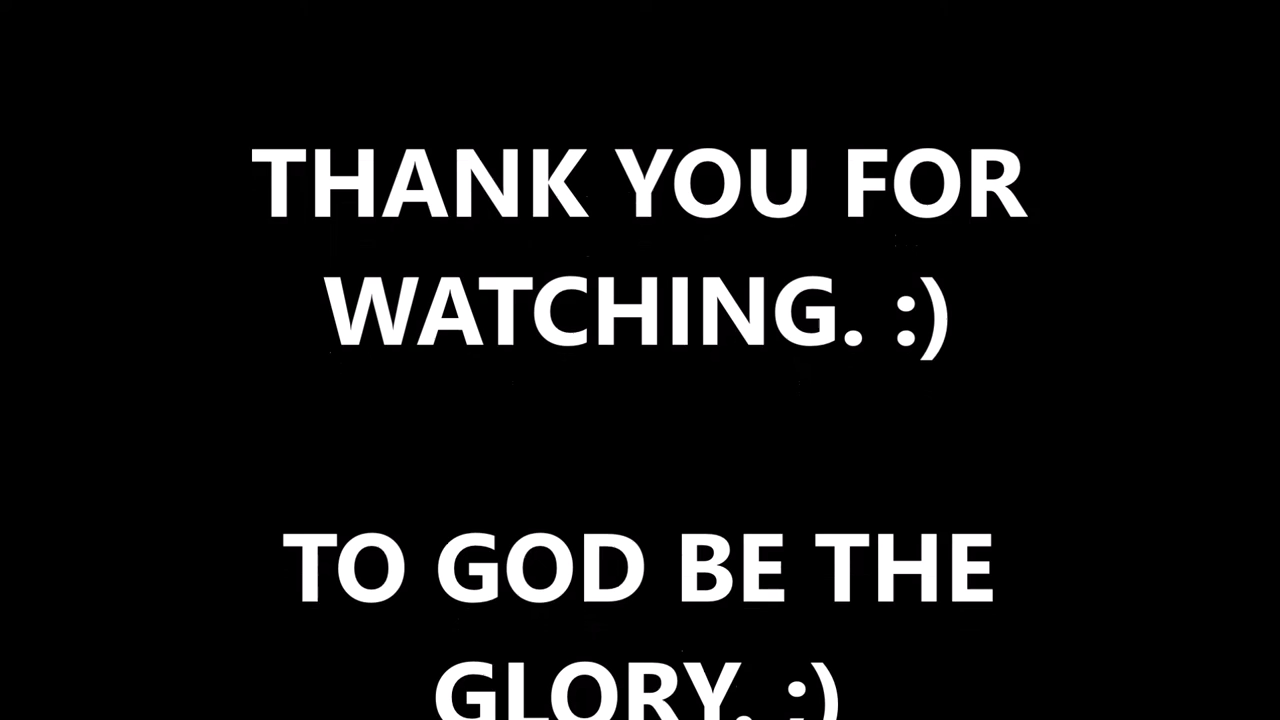 THANK YOU FOR
WATCHING. :)
TO GOD BE THE
GLORY. :)